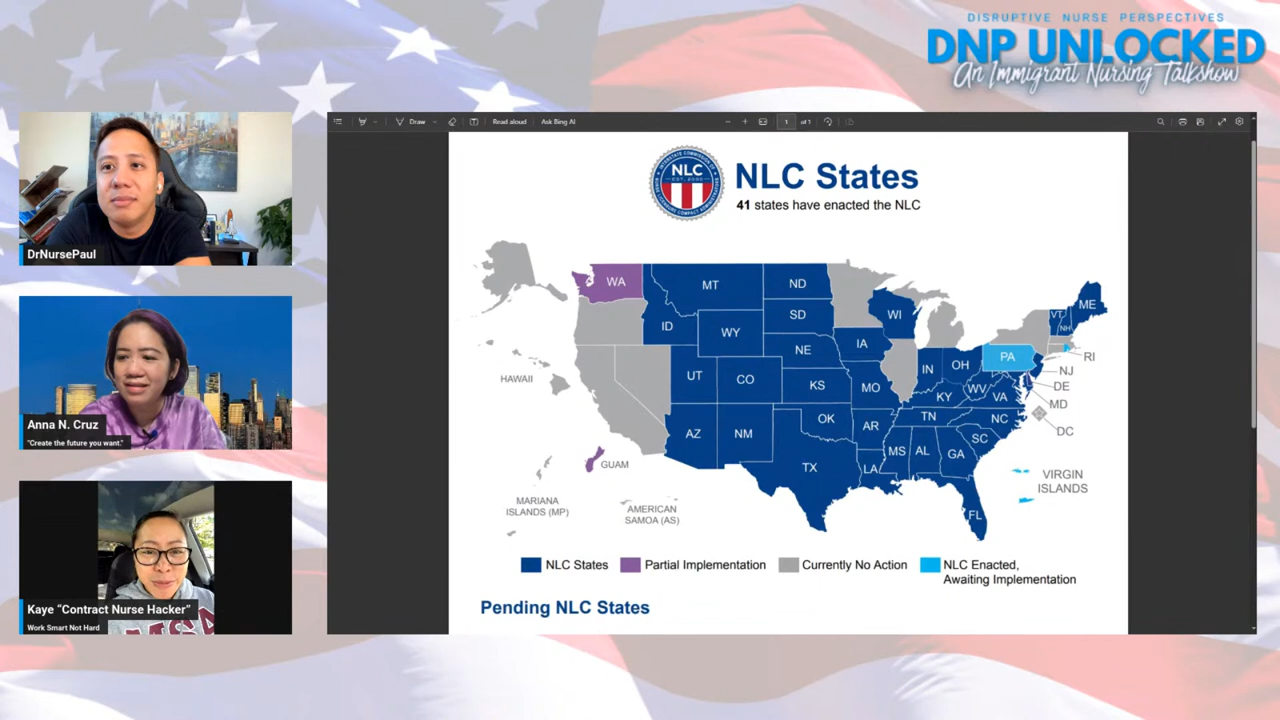 DISRUPTIVE NURSE PERSPECTIVES
DNP UNLOCKED
An Immigrant Nursing Talkshow
DrNursePaul
Anna N. Cruz
"Create the future you want."
Kaye “Contract Nurse Hacker”
Work Smart Not Hard
Draw
Read aloud
Ask Bing AI
1
of 1
NLC
EST. 2000
NLC States
41 states have enacted the NLC
WA
MT
ND
ME
VT
NH
ID
SD
WI
WY
RI
PA
NE
IA
NJ
UT
CO
IN
OH
DE
HAWAII
KS
MO
WV
VA
MD
KY
DC
AZ
NM
OK
AR
TN
NC
SC
MS
AL
GA
GUAM
TX
LA
VIRGIN
ISLANDS
MARIANA
ISLANDS (MP)
AMERICAN
SAMOA (AS)
FL
NLC States
Partial Implementation
Currently No Action
NLC Enacted,
Awaiting Implementation
Pending NLC States